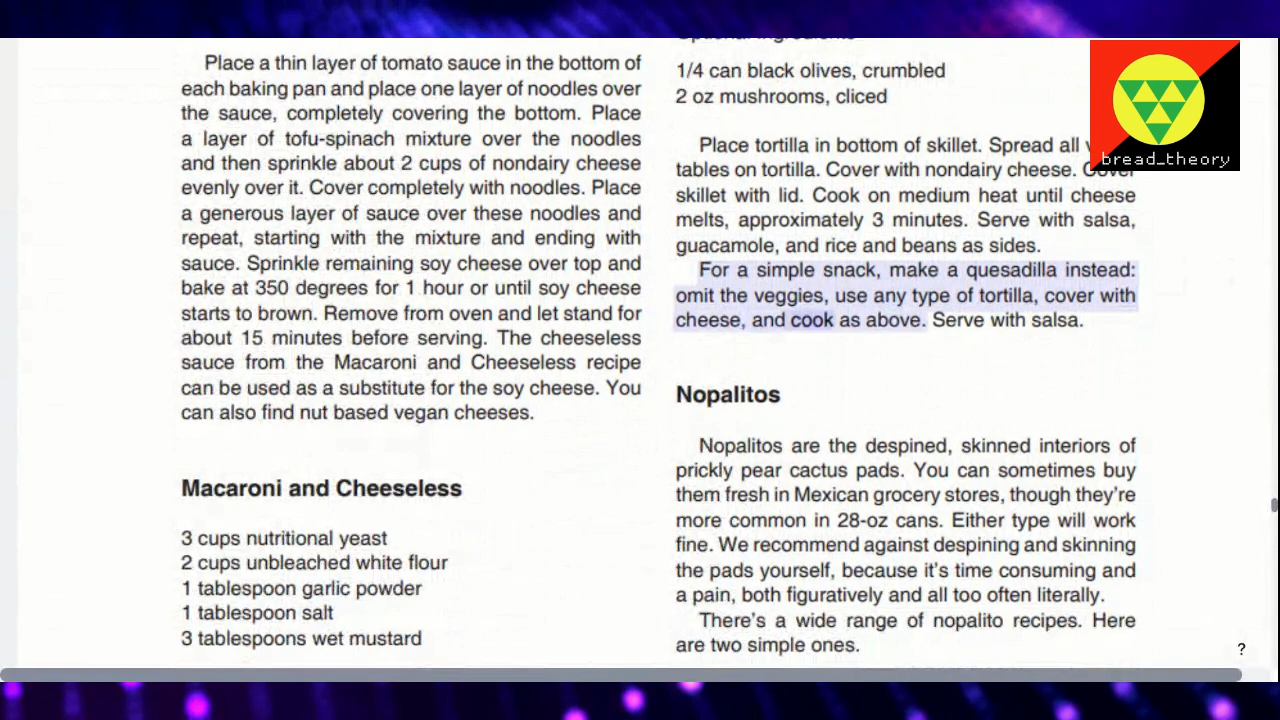 Place a thin layer of tomato sauce in the bottom of
each baking pan and place one layer of noodles over
the sauce, completely covering the bottom. Place
a layer of tofu-spinach mixture over the noodles
and then sprinkle about 2 cups of nondairy cheese
evenly over it. Cover completely with noodles. Place
a generous layer of sauce over these noodles and
repeat, starting with the mixture and ending with
sauce. Sprinkle remaining soy cheese over top and
bake at 350 degrees for 1 hour or until soy cheese
starts to brown. Remove from oven and let stand for
about 15 minutes before serving. The cheeseless
sauce from the Macaroni and Cheeseless recipe
can be used as a substitute for the soy cheese. You
can also find nut based vegan cheeses.
Macaroni and Cheeseless
3 cups nutritional yeast
2 cups unbleached white flour
1 tablespoon garlic powder
1 tablespoon salt
3 tablespoons wet mustard
Optional Ingredients
1/4 can black olives, crumbled
2 oz mushrooms, cliced
Place tortilla in bottom of skillet. Spread all
tables on tortilla. Cover with nondairy cheese. Cover
skillet with lid. Cook on medium heat until cheese
melts, approximately 3 minutes. Serve with salsa,
guacamole, and rice and beans as sides.
For a simple snack, make a quesadilla instead:
omit the veggies, use any type of tortilla, cover with
cheese, and cook as above. Serve with salsa.
Nopalitos
Nopalitos are the despined, skinned interiors of
prickly pear cactus pads. You can sometimes buy
them fresh in Mexican grocery stores, though they're
more common in 28-oz cans. Either type will work
fine. We recommend against despining and skinning
the pads yourself, because it's time consuming and
a pain, both figuratively and all too often literally.
There's a wide range of nopalito recipes. Here
are two simple ones.
bread_theory
?